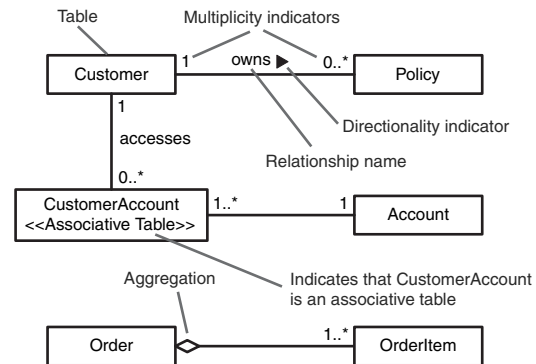 Table
Multiplicity indicators
Customer
1
owns ▶
0..*
Policy
1
Directionality indicator
accesses
Relationship name
0..*
CustomerAccount
<<Associative Table>>
1..*
1
Account
Aggregation
Indicates that CustomerAccount
is an associative table
Order
1..*
OrderItem